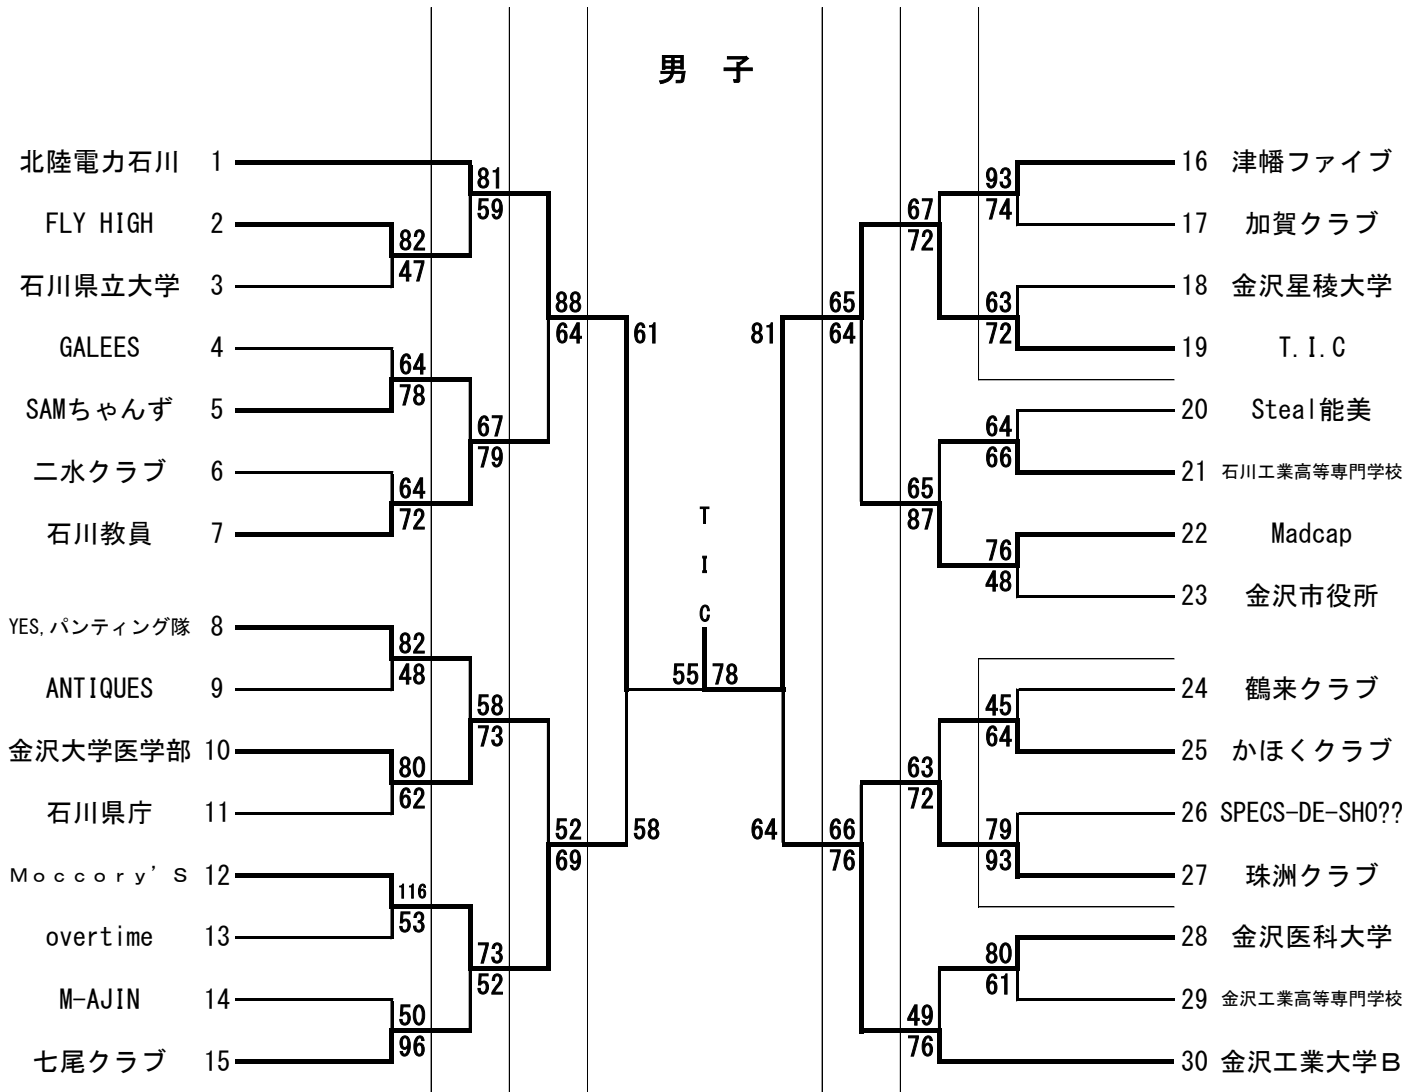 男 子
北陸電力石川 1
81
59
FLY HIGH 2
82
47
石川県立大学 3
88
64
61
GALEES 4
64
78
SAMちゃんず 5
67
79
二水クラブ 6
64
72
石川教員 7
YES,パンティング隊 8
82
48
ANTIQUES 9
58
73
金沢大学医学部 10
80
62
石川県庁 11
52
69
58
Ｍｏｃｃｏｒｙ’Ｓ 12
116
53
overtime 13
73
52
M-AJIN 14
50
96
七尾クラブ 15
T
I
C
55 78
16 津幡ファイブ
93
74
17 加賀クラブ
67
72
18 金沢星稜大学
63
72
19 T.I.C
81
65
64
20 Steal能美
64
66
21 石川工業高等専門学校
65
87
22 Madcap
76
48
23 金沢市役所
24 鶴来クラブ
45
64
25 かほくクラブ
63
72
26 SPECS-DE-SHO??
79
93
27 珠洲クラブ
64
66
76
28 金沢医科大学
80
61
29 金沢工業高等専門学校
49
76
30 金沢工業大学Ｂ